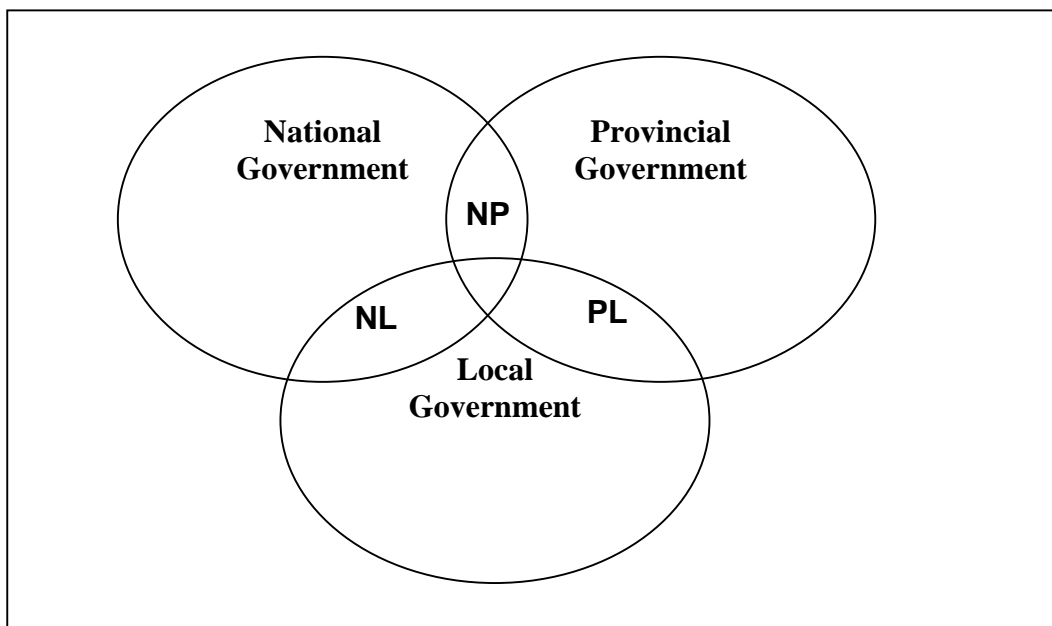 National
Government
Provincial
Government
NP
NL
PL
Local
Government